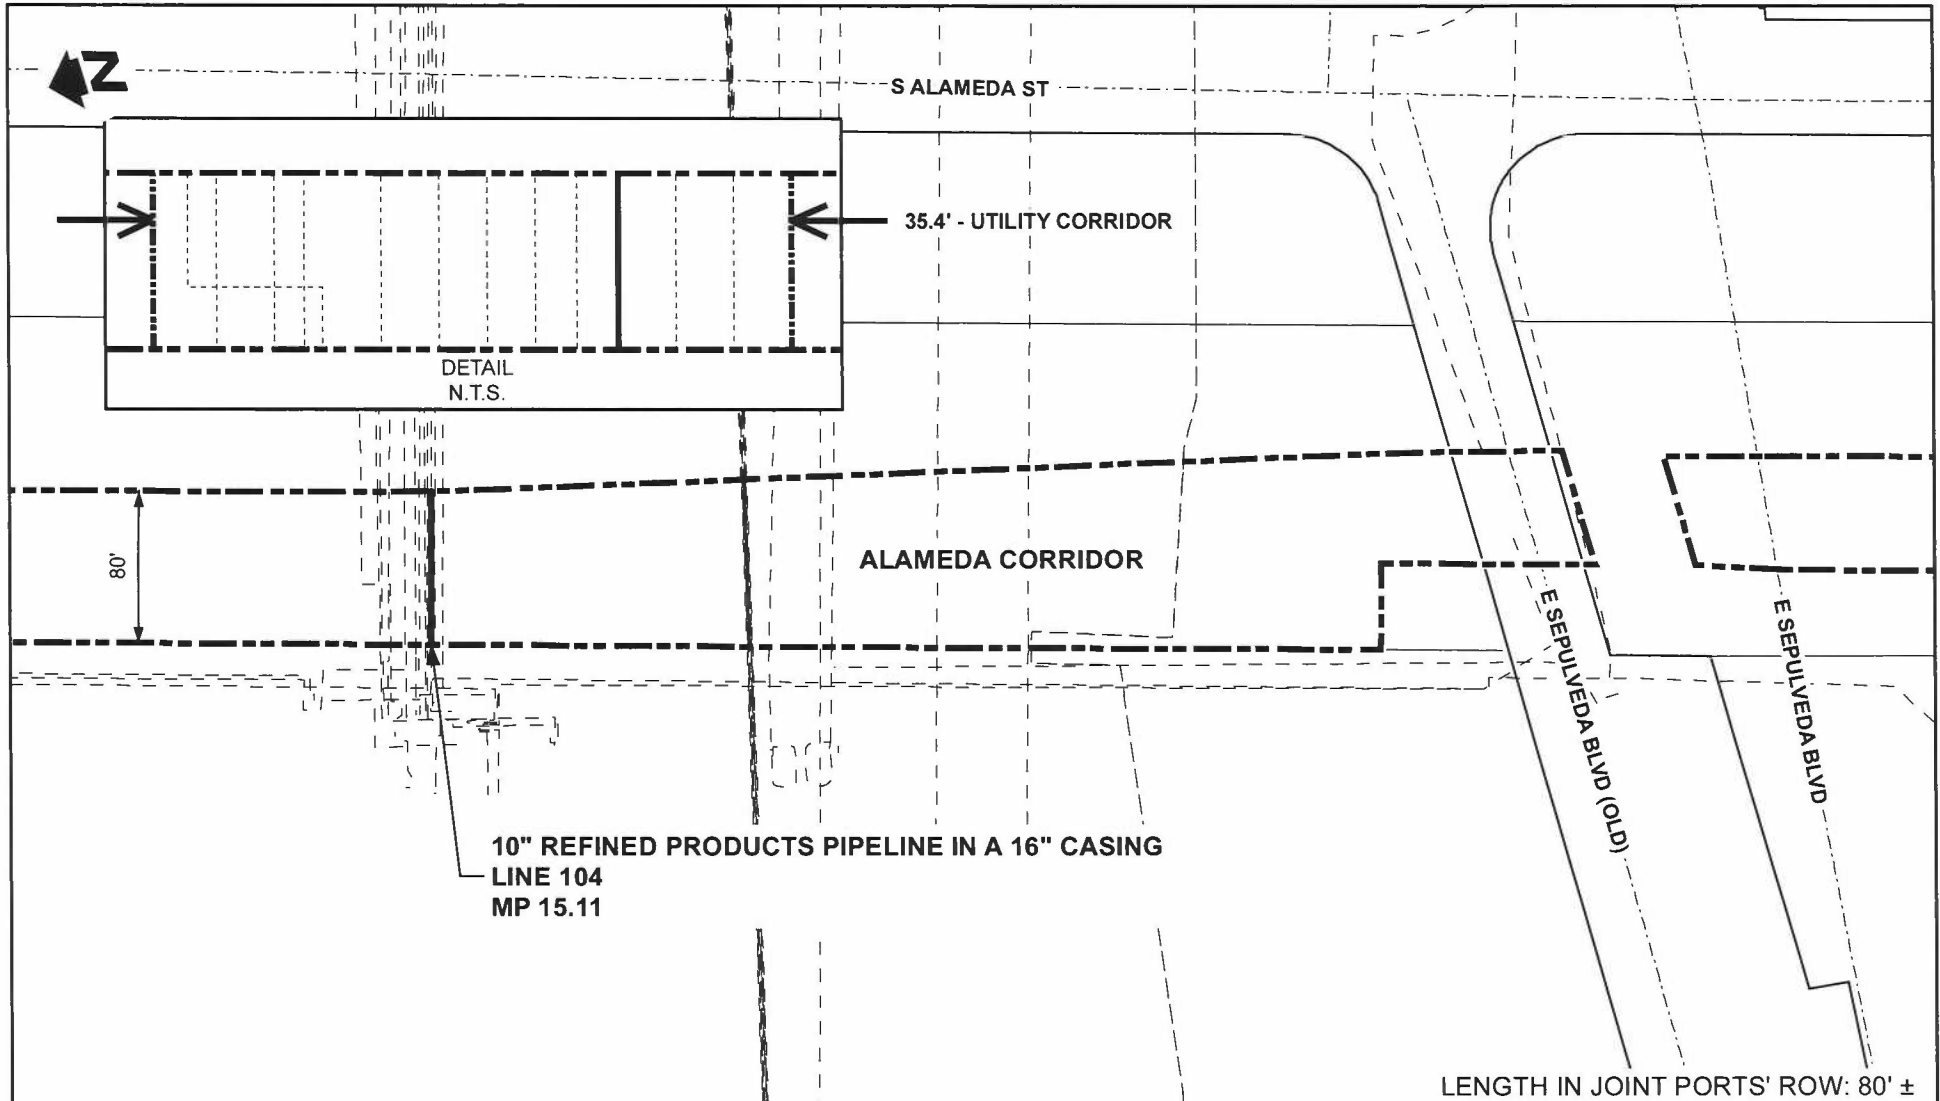 N
S ALAMEDA ST
35.4' - UTILITY CORRIDOR
DETAIL
N.T.S.
80'
ALAMEDA CORRIDOR
E SEPULVEDA BLVD (OLD)
E SEPULVEDA BLVD
10" REFINED PRODUCTS PIPELINE IN A 16" CASING
LINE 104
MP 15.11
LENGTH IN JOINT PORTS' ROW: 80' ±